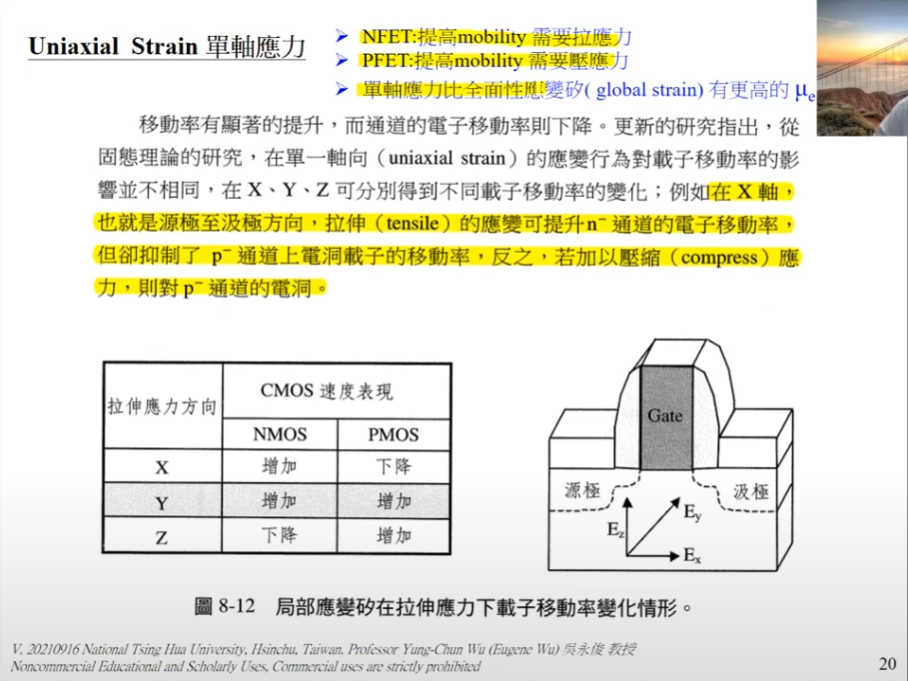 Uniaxial Strain 單軸應力
➢ NFET:提高mobility 需要拉應力
➢ PFET:提高mobility 需要壓應力
➢ 單軸應力比全面性應變矽( global strain) 有更高的 μe
移動率有顯著的提升，而通道的電子移動率則下降。更新的研究指出，從
固態理論的研究，在單一軸向（uniaxial strain）的應變行為對載子移動率的影
響並不相同，在 X、Y、Z 可分別得到不同載子移動率的變化；例如在 X 軸，
也就是源極至汲極方向，拉伸（tensile）的應變可提升n⁻ 通道的電子移動率，
但卻抑制了 p⁻ 通道上電洞載子的移動率，反之，若加以壓縮（compress）應
力，則對 p⁻ 通道的電洞。
拉伸應力方向 CMOS 速度表現
NMOS PMOS
X 增加 下降
Y 增加 增加
Z 下降 增加
Gate
源極 汲極
Ez Ey
Ex
圖 8-12 局部應變矽在拉伸應力下載子移動率變化情形。
V. 20210916 National Tsing Hua University, Hsinchu, Taiwan. Professor Yung-Chun Wu (Eugene Wu) 吳永俊 教授
Noncommercial Educational and Scholarly Uses, Commercial uses are strictly prohibited
20